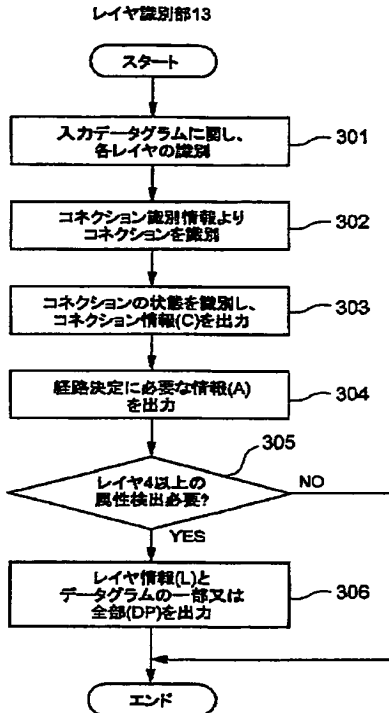 レイヤ識別部13
スタート
入力データグラムに関し、
各レイヤの識別
301
コネクション識別情報より
コネクションを識別
302
コネクションの状態を識別し、
コネクション情報(C)を出力
303
経路決定に必要な情報(A)
を出力
304
305
レイヤ4以上の
属性検出必要?
NO
YES
レイヤ情報(L)と
データグラムの一部又は
全部(DP)を出力
306
エンド